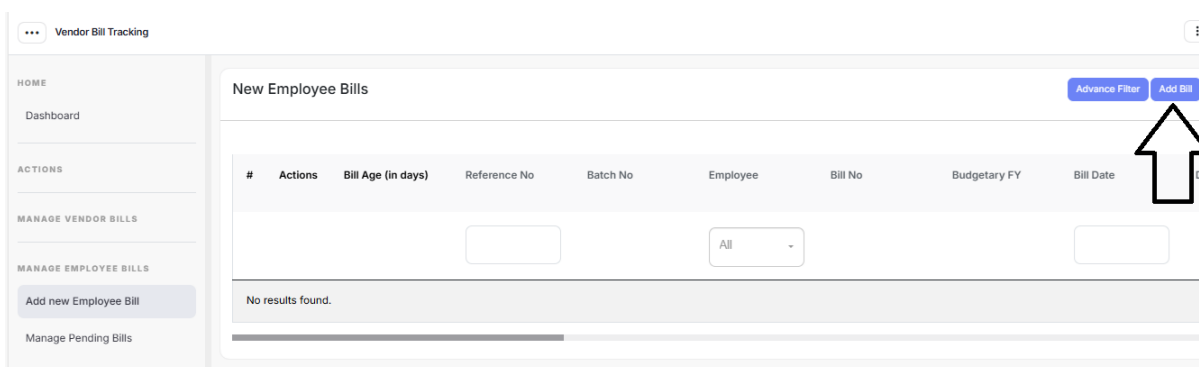 Vendor Bill Tracking
HOME
Dashboard
ACTIONS
MANAGE VENDOR BILLS
MANAGE EMPLOYEE BILLS
Add new Employee Bill
Manage Pending Bills
New Employee Bills
Advance Filter Add Bill
# Actions Bill Age (in days) Reference No Batch No Employee Bill No Budgetary FY Bill Date
All
No results found.